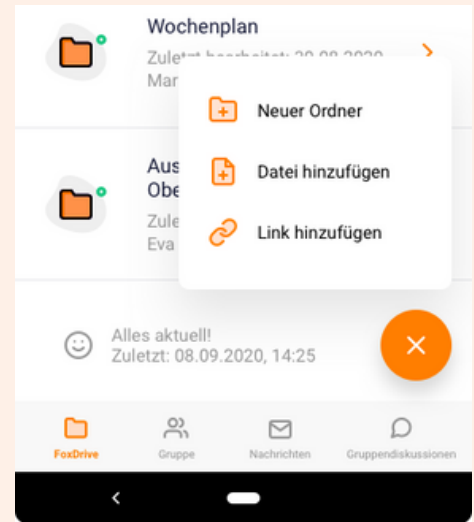 Wochenplan
Mar
Neuer Ordner
Aus
Obe
Datei hinzufügen
Zule
Eva
Link hinzufügen
Alles aktuell!
Zuletzt: 08.09.2020, 14:25
FoxDrive
Gruppe
Nachrichten
Gruppendiskussionen